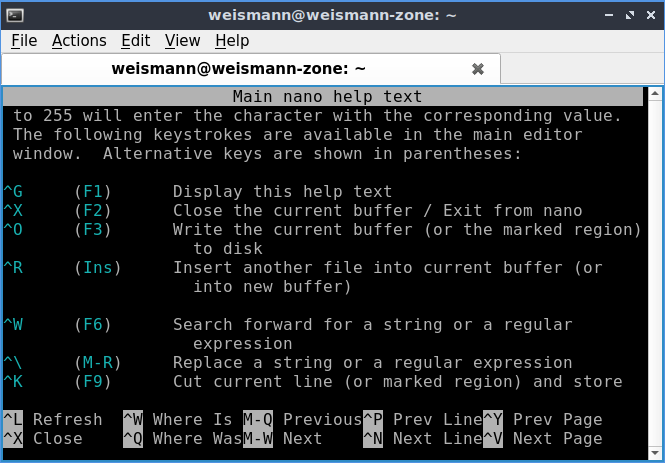 weismann@weismann-zone: ~
File Actions Edit View Help
weismann@weismann-zone: ~
Main nano help text
to 255 will enter the character with the corresponding value.
The following keystrokes are available in the main editor
window.  Alternative keys are shown in parentheses:
^G (F1) Display this help text
^X (F2) Close the current buffer / Exit from nano
^O (F3) Write the current buffer (or the marked region)
to disk
^R (Ins) Insert another file into current buffer (or
into new buffer)
^W (F6) Search forward for a string or a regular
expression
^\ (M-R) Replace a string or a regular expression
^K (F9) Cut current line (or marked region) and store
^L Refresh ^W Where Is M-Q Previous ^P Prev Line ^Y Prev Page
^X Close ^Q Where Was M-W Next ^N Next Line ^V Next Page